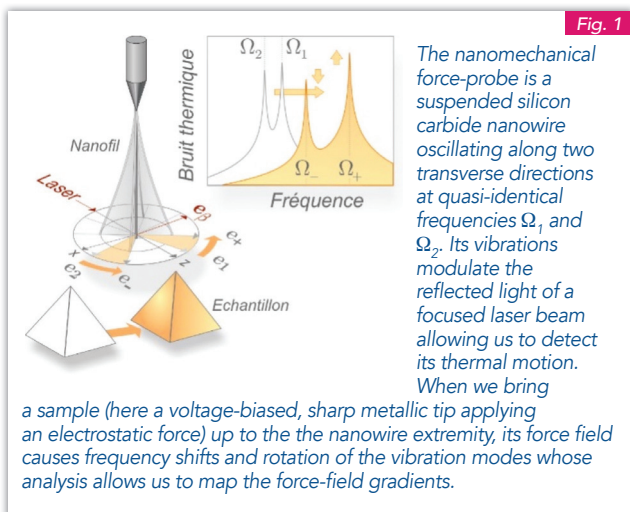 Fig. 1
Nanofil
Laser
eβ
x
e2
e-
z
e1
e+
Echantillon
Bruit thermique
Ω2 Ω1
Ω- Ω+
Fréquence
The nanomechanical
force-probe is a
suspended silicon
carbide nanowire
oscillating along two
transverse directions
at quasi-identical
frequencies Ω1 and
Ω2. Its vibrations
modulate the
reflected light of a
focused laser beam
allowing us to detect
its thermal motion.
When we bring
a sample (here a voltage-biased, sharp metallic tip applying
an electrostatic force) up to the the nanowire extremity, its force field
causes frequency shifts and rotation of the vibration modes whose
analysis allows us to map the force-field gradients.